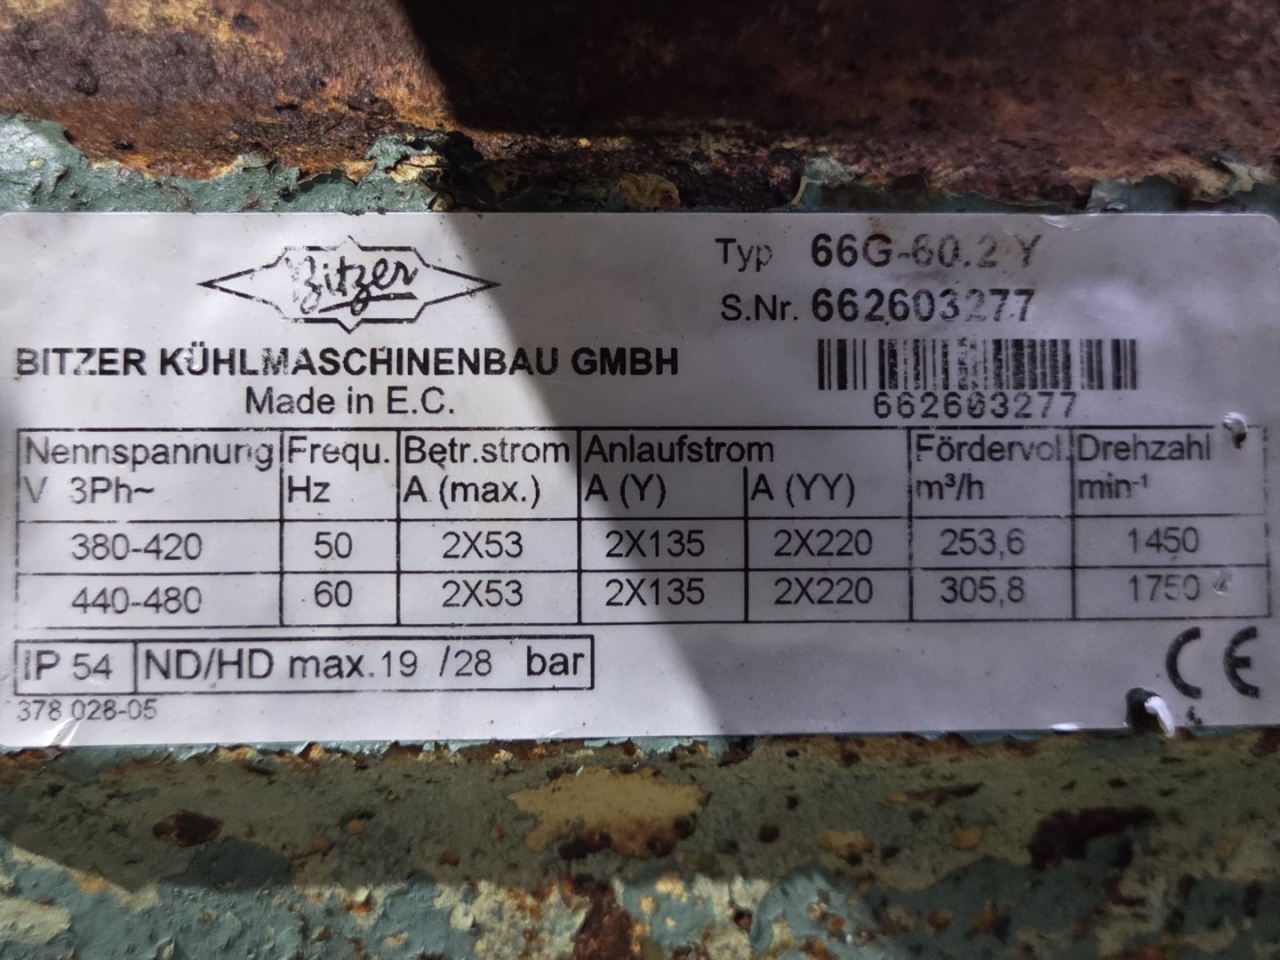 Bitzer
BITZER KÜHLMASCHINENBAU GMBH
Made in E.C.
Typ 66G-60.2 Y
S.Nr. 662603277
662603277
Nennspannung Frequ. Betr.strom Anlaufstrom Fördervol. Drehzahl
V 3Ph~ Hz A (max.) A (Y) A (YY) m³/h min-¹
380-420 50 2X53 2X135 2X220 253,6 1450
440-480 60 2X53 2X135 2X220 305,8 1750
IP 54 ND/HD max.19 /28 bar
378 028-05
CE